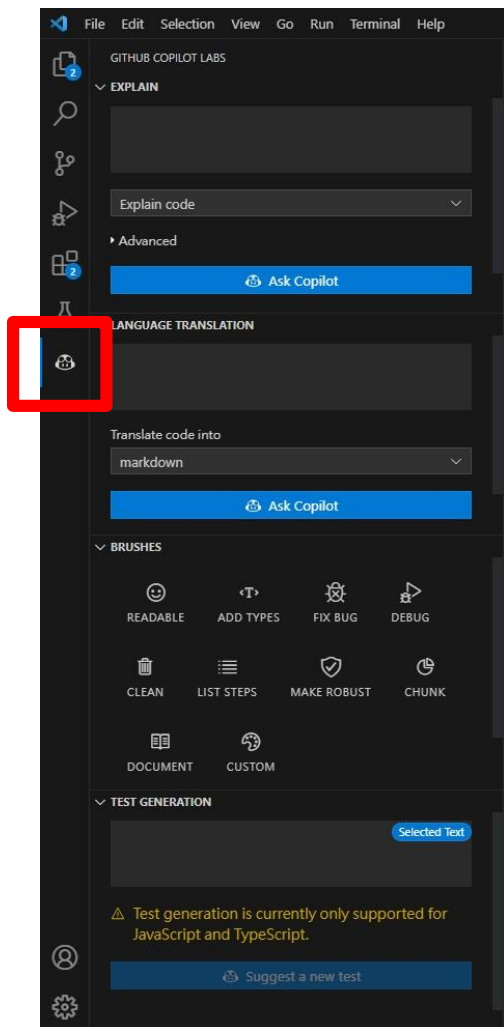 File Edit Selection View Go Run Terminal Help
GITHUB COPILOT LABS
EXPLAIN
Explain code
Advanced
Ask Copilot
LANGUAGE TRANSLATION
Translate code into
markdown
Ask Copilot
BRUSHES
READABLE ADD TYPES FIX BUG DEBUG
CLEAN LIST STEPS MAKE ROBUST CHUNK
DOCUMENT CUSTOM
TEST GENERATION
Selected Text
Test generation is currently only supported for
JavaScript and TypeScript.
Suggest a new test
2
2